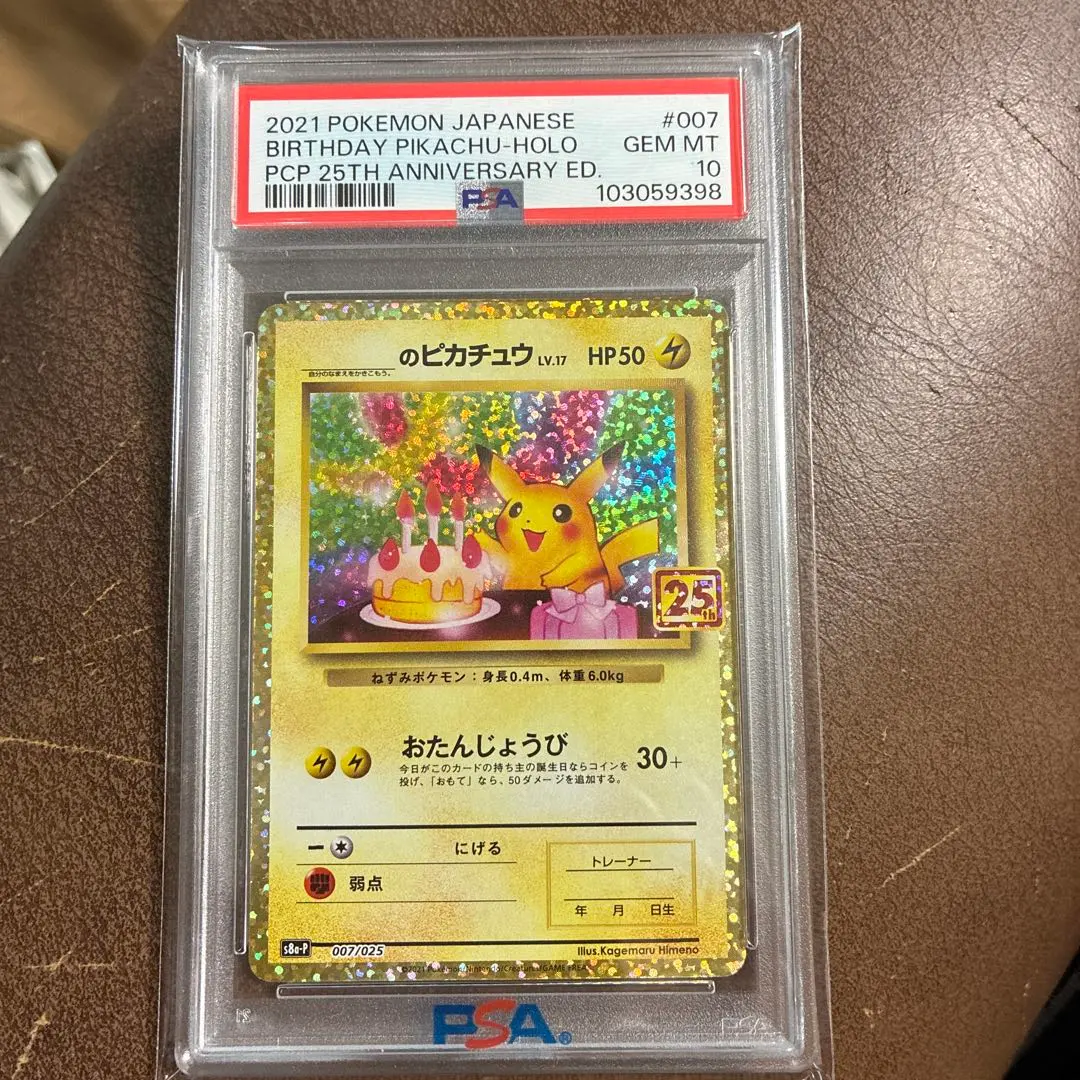 2021 POKEMON JAPANESE #007
BIRTHDAY PIKACHU-HOLO GEM MT
PCP 25TH ANNIVERSARY ED. 10
PSA 103059398
のピカチュウ LV.17 HP50
自分のなまえをかきこもう。
25th
ねずみポケモン：身長0.4m、体重6.0kg
おたんじょうび 30+
今日がこのカードの持ち主の誕生日ならコインを
投げ、「おもて」なら、50ダメージを追加する。
にげる
弱点
トレーナー
年 月 日生
s8a-P 007/025 Illus.Kagemaru Himeno
©2021 Pokémon/Nintendo/Creatures/GAME FREAK
PSA®